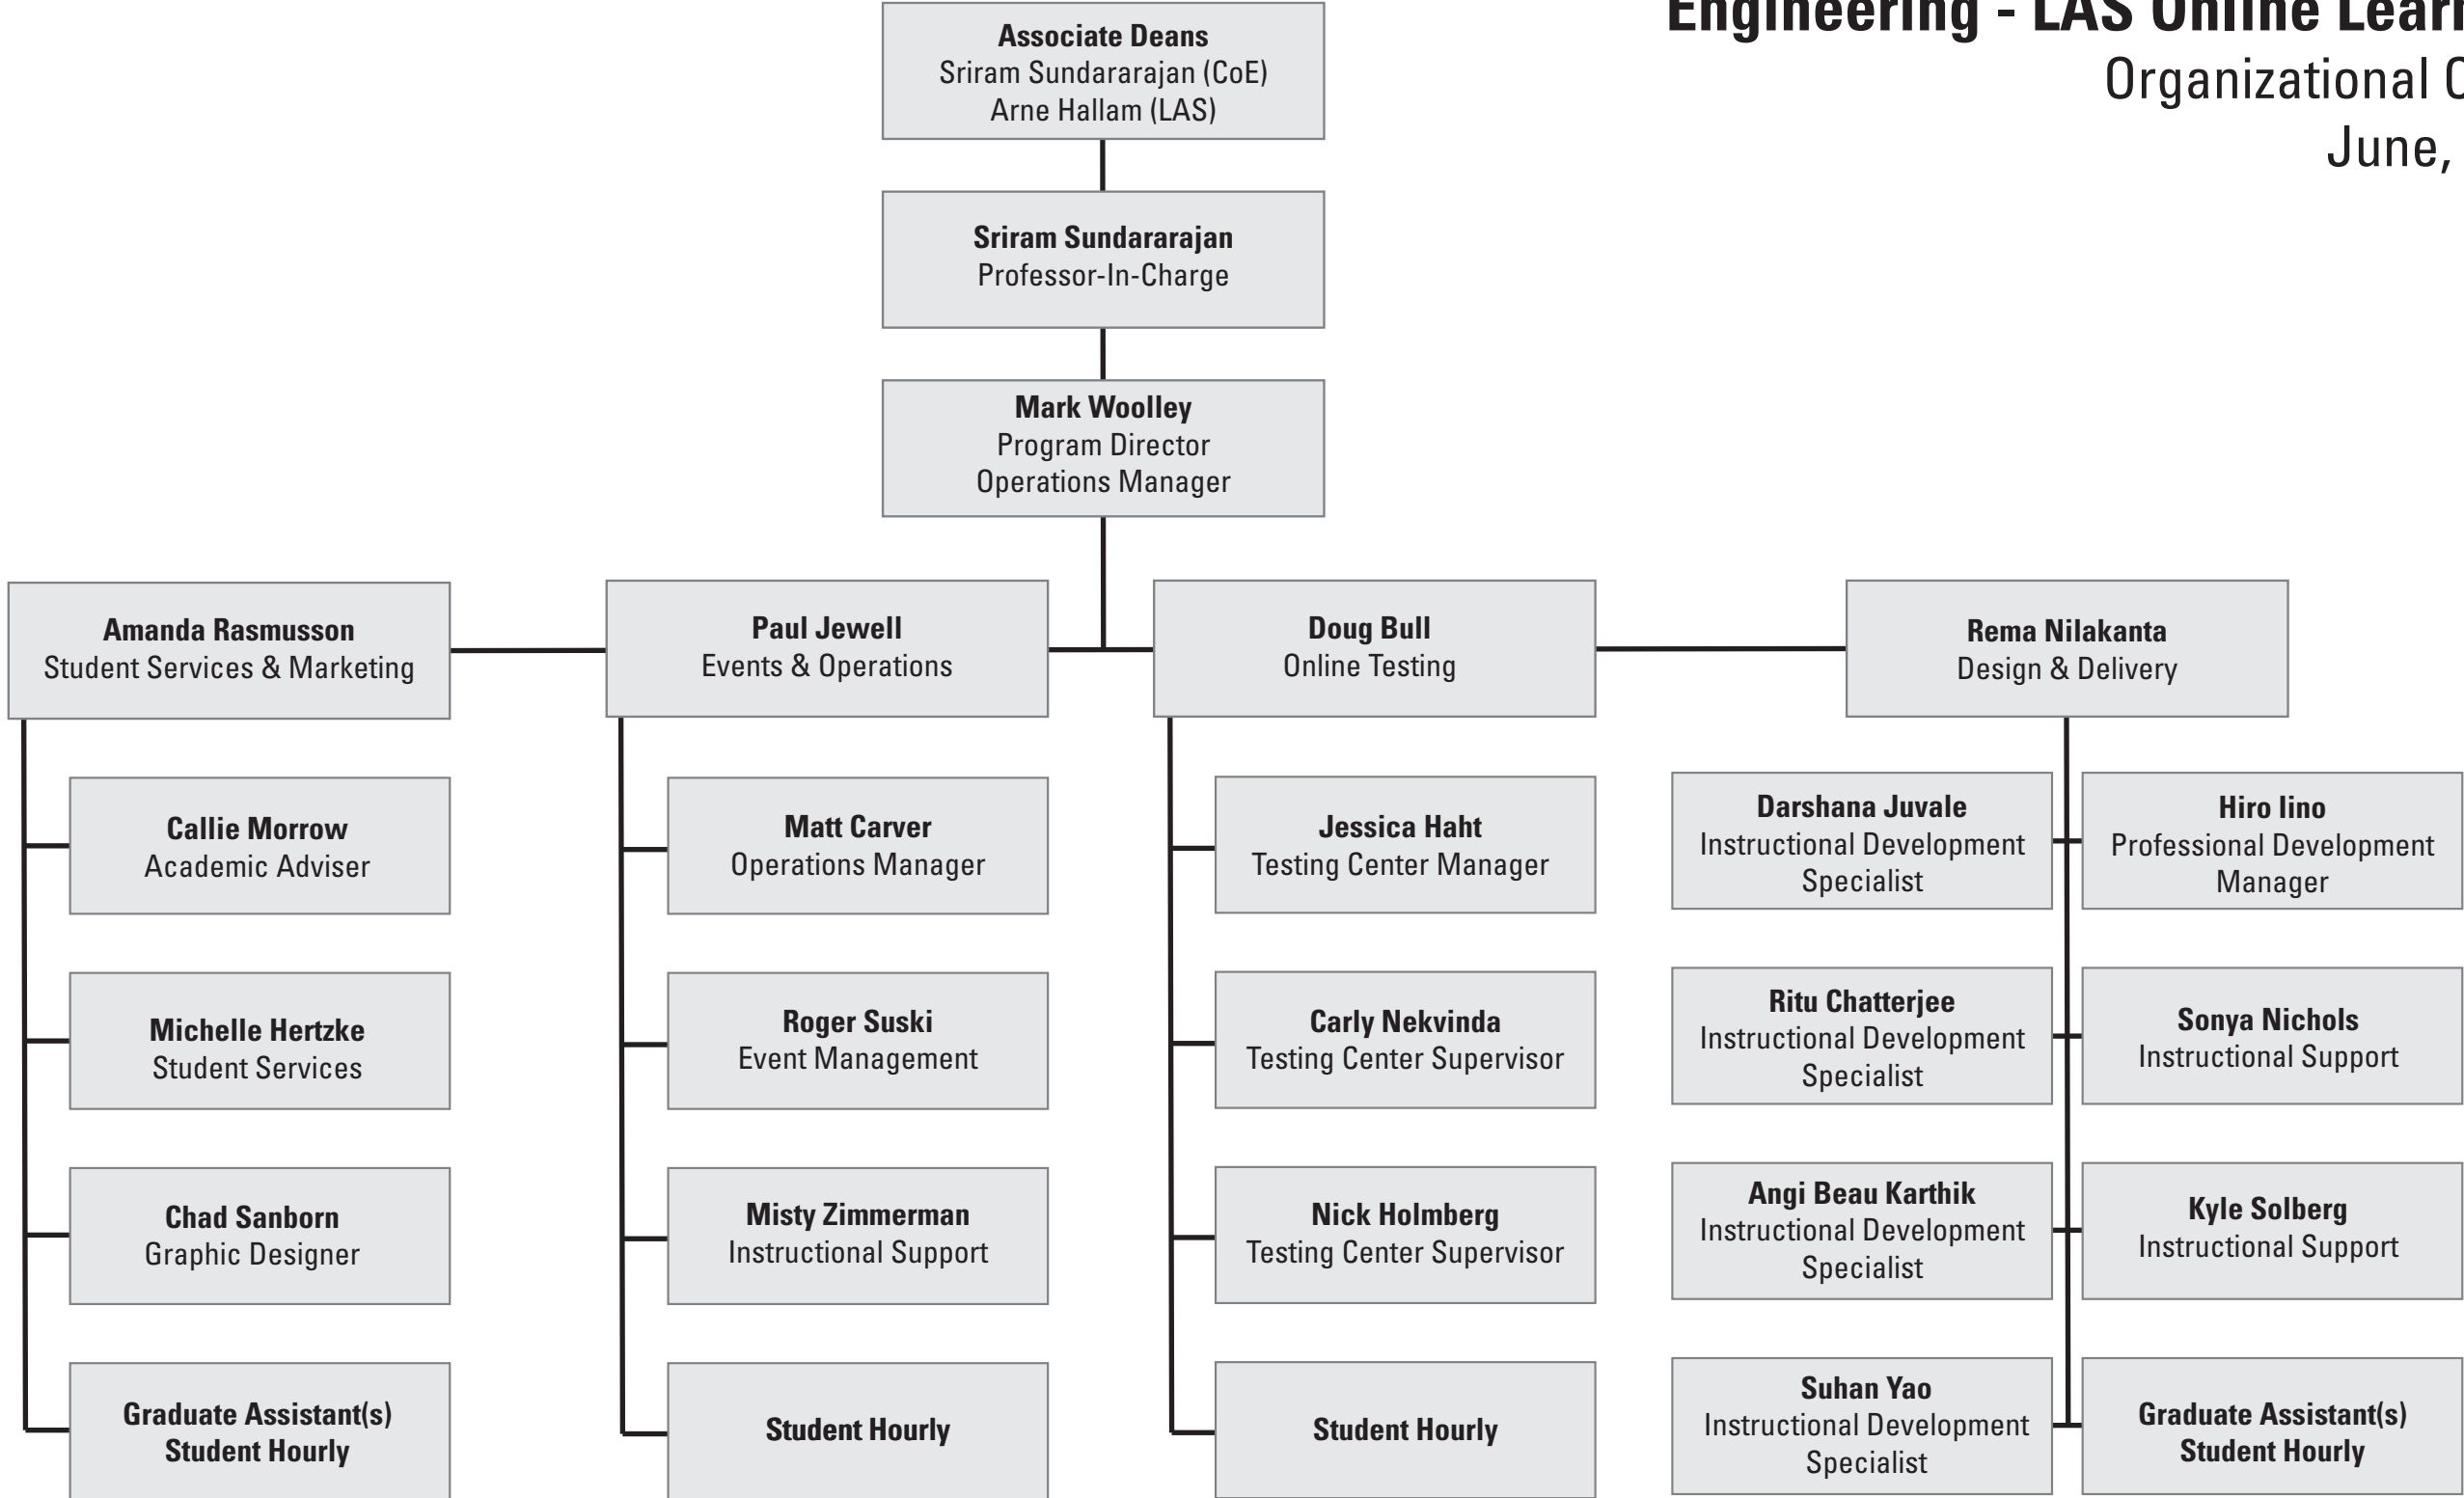 Engineering - LAS Online
Organizational
June,
Associate Deans
Sriram Sundararajan (CoE)
Arne Hallam (LAS)
Sriram Sundararajan
Professor-In-Charge
Mark Woolley
Program Director
Operations Manager
Amanda Rasmusson
Student Services & Marketing
Callie Morrow
Academic Adviser
Michelle Hertzke
Student Services
Chad Sanborn
Graphic Designer
Graduate Assistant(s)
Student Hourly
Paul Jewell
Events & Operations
Matt Carver
Operations Manager
Roger Suski
Event Management
Misty Zimmerman
Instructional Support
Student Hourly
Doug Bull
Online Testing
Jessica Haht
Testing Center Manager
Carly Nekvinda
Testing Center Supervisor
Nick Holmberg
Testing Center Supervisor
Student Hourly
Rema Nilakanta
Design & Delivery
Darshana Juvale
Instructional Development
Specialist
Hiro Iino
Professional Development
Manager
Ritu Chatterjee
Instructional Development
Specialist
Sonya Nichols
Instructional Support
Angi Beau Karthik
Instructional Development
Specialist
Kyle Solberg
Instructional Support
Suhan Yao
Instructional Development
Specialist
Graduate Assistant(s)
Student Hourly